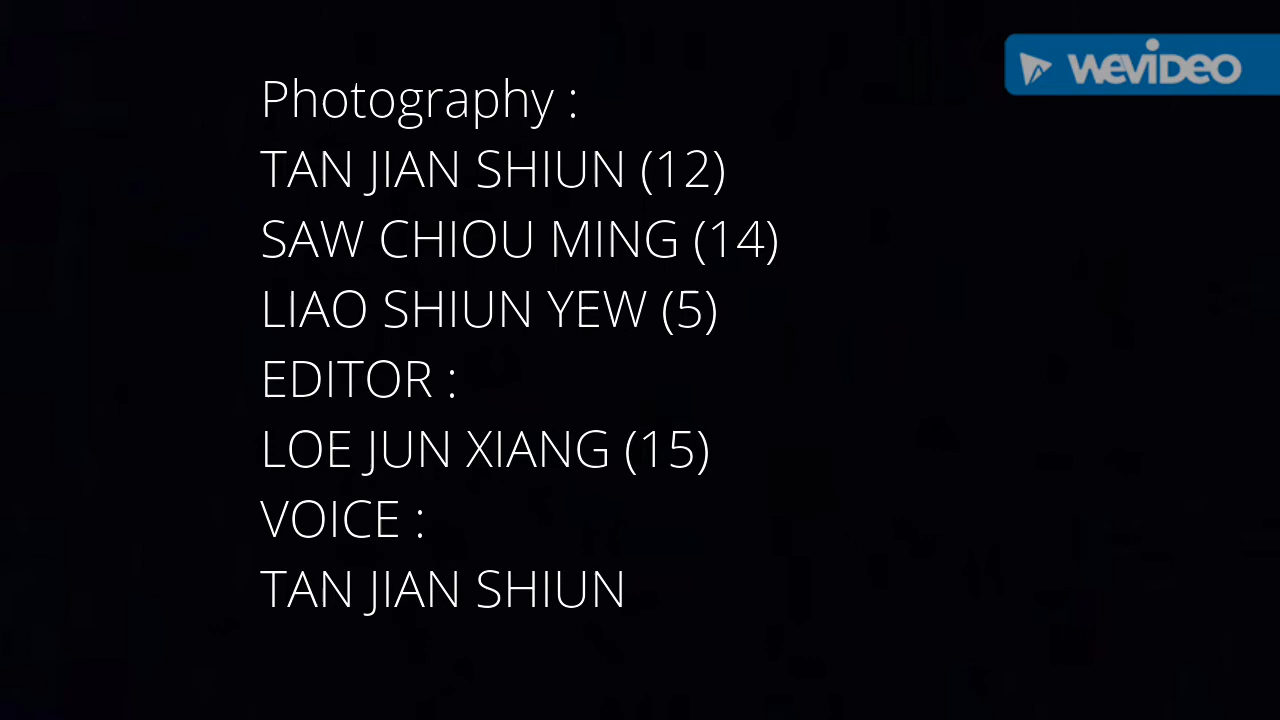 wevideo
Photography :
TAN JIAN SHIUN (12)
SAW CHIOU MING (14)
LIAO SHIUN YEW (5)
EDITOR :
LOE JUN XIANG (15)
VOICE :
TAN JIAN SHIUN